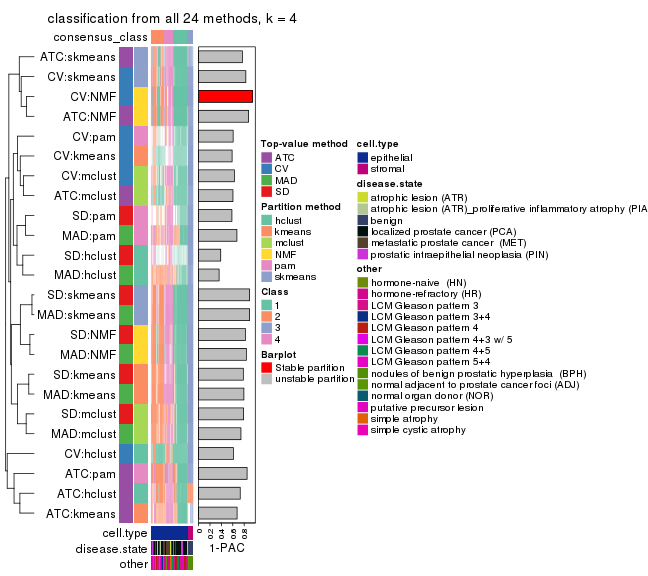 classification from all 24 methods, k = 4
consensus_class
ATC:skmeans
CV:skmeans
CV:NMF
ATC:NMF
CV:pam
CV:kmeans
CV:mclust
ATC:mclust
SD:pam
MAD:pam
SD:hclust
MAD:hclust
SD:skmeans
MAD:skmeans
SD:NMF
MAD:NMF
SD:kmeans
MAD:kmeans
SD:mclust
MAD:mclust
CV:hclust
ATC:pam
ATC:hclust
ATC:kmeans
cell.type
disease.state
other
0
0.2
0.4
0.6
0.8
1-PAC
Top-value method
ATC
CV
MAD
SD
Partition method
hclust
kmeans
mclust
NMF
pam
skmeans
Class
1
2
3
4
Barplot
Stable partition
unstable partition
cell.type
epithelial
stromal
disease.state
atrophic lesion (ATR)
atrophic lesion (ATR)_proliferative inflammatory atrophy (PIA
benign
localized prostate cancer (PCA)
metastatic prostate cancer (MET)
prostatic intraepithelial neoplasia (PIN)
other
hormone-naive (HN)
hormone-refractory (HR)
LCM Gleason pattern 3
LCM Gleason pattern 3+4
LCM Gleason pattern 4
LCM Gleason pattern 4+3 w/ 5
LCM Gleason pattern 4+5
LCM Gleason pattern 5+4
nodules of benign prostatic hyperplasia (BPH)
normal adjacent to prostate cancer foci (ADJ)
normal organ donor (NOR)
putative precursor lesion
simple atrophy
simple cystic atrophy